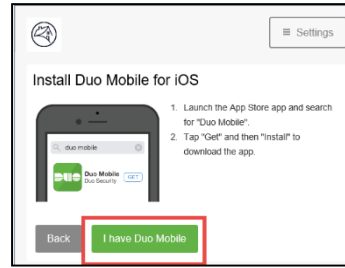 ≡ Settings
Install Duo Mobile for iOS
1. Launch the App Store app and search
for "Duo Mobile".
2. Tap "Get" and then "Install" to
download the app.
duo mobile
DUO
Duo Mobile
Duo Security
GET
Back
I have Duo Mobile